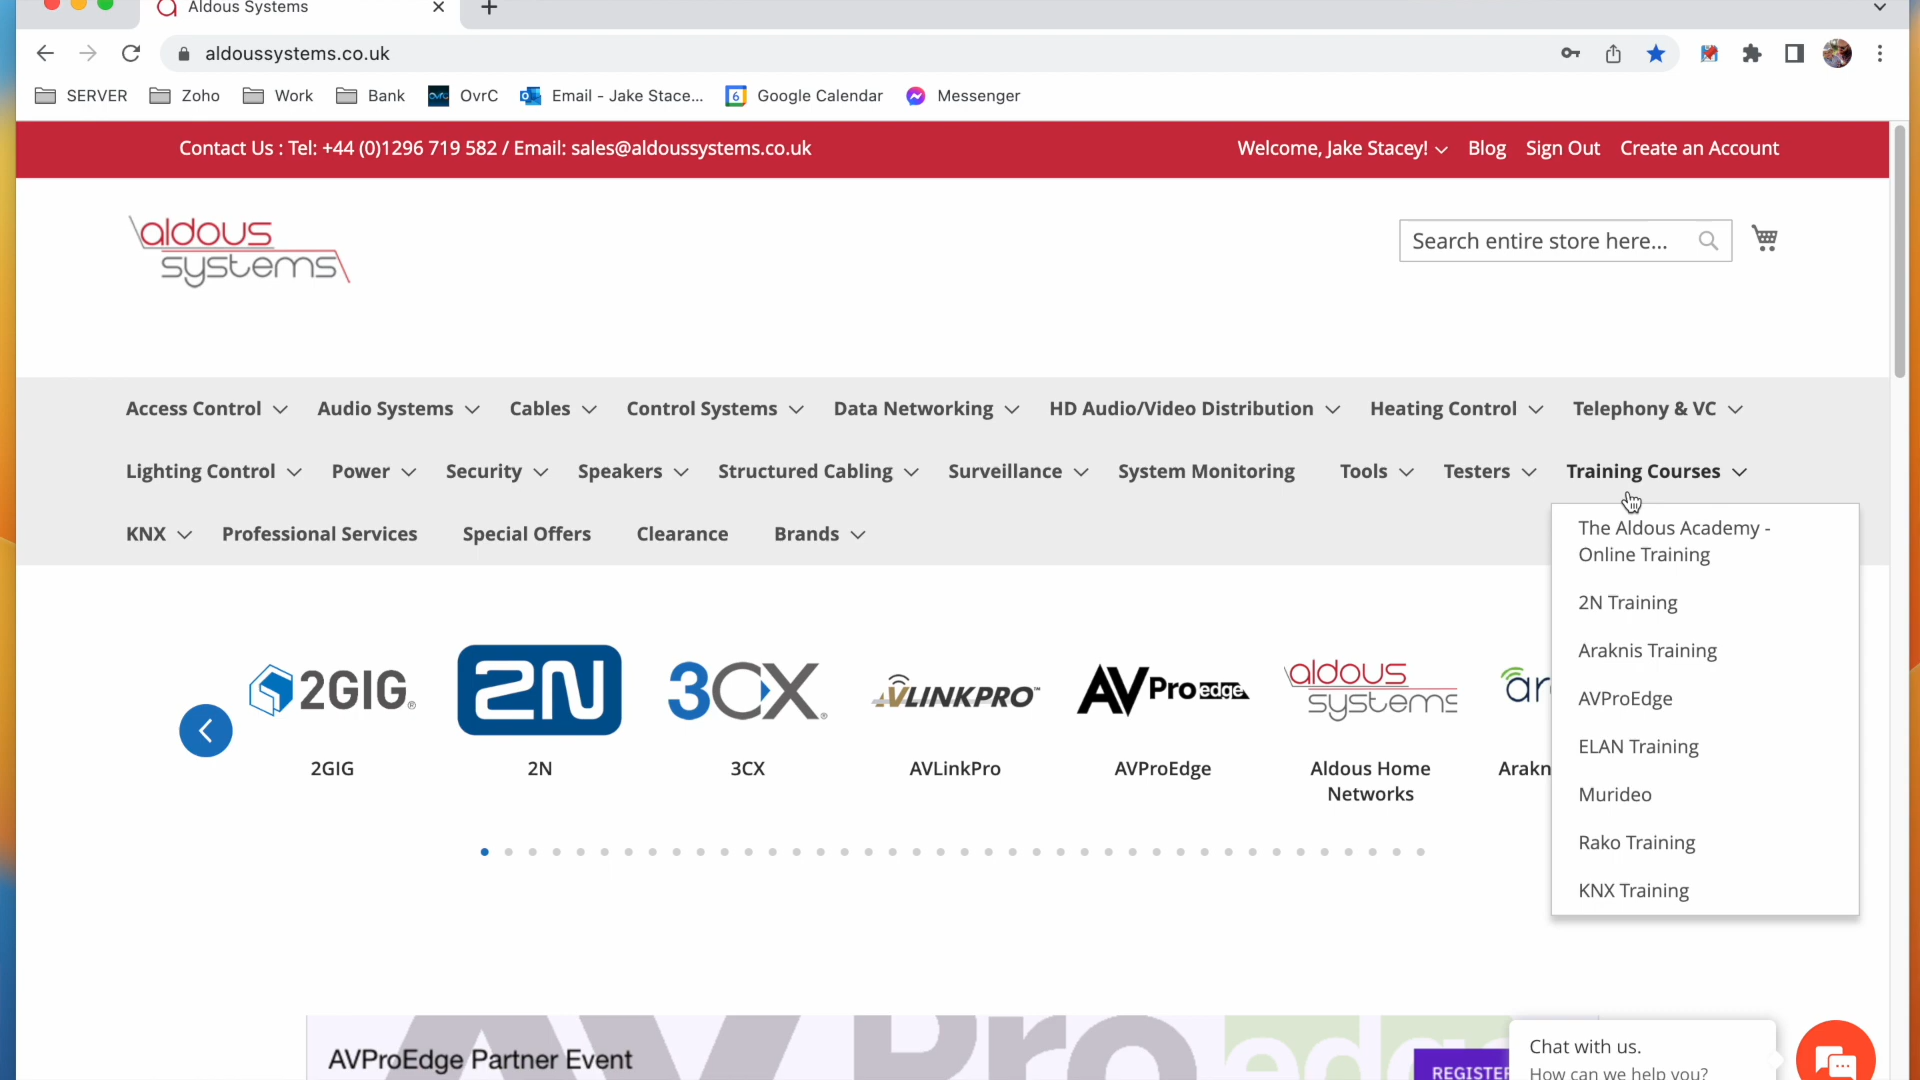 Aldous Systems
aldoussystems.co.uk
SERVER Zoho Work Bank OvrC Email - Jake Stace... Google Calendar Messenger
Contact Us : Tel: +44 (0)1296 719 582 / Email: sales@aldoussystems.co.uk
Welcome, Jake Stacey! Blog Sign Out Create an Account
aldous
systems
Search entire store here...
Access Control Audio Systems Cables Control Systems Data Networking HD Audio/Video Distribution Heating Control Telephony & VC
Lighting Control Power Security Speakers Structured Cabling Surveillance System Monitoring Tools Testers Training Courses
KNX Professional Services Special Offers Clearance Brands
The Aldous Academy -
Online Training
2N Training
Araknis Training
AVProEdge
ELAN Training
Murideo
Rako Training
KNX Training
2GIG 2N 3CX AVLINKPRO AVPro edge aldous
systems
2GIG 2N 3CX AVLinkPro AVProEdge Aldous Home
Networks
Arakn
AVPro edge
AVProEdge Partner Event
REGISTER
Chat with us.
How can we help you?